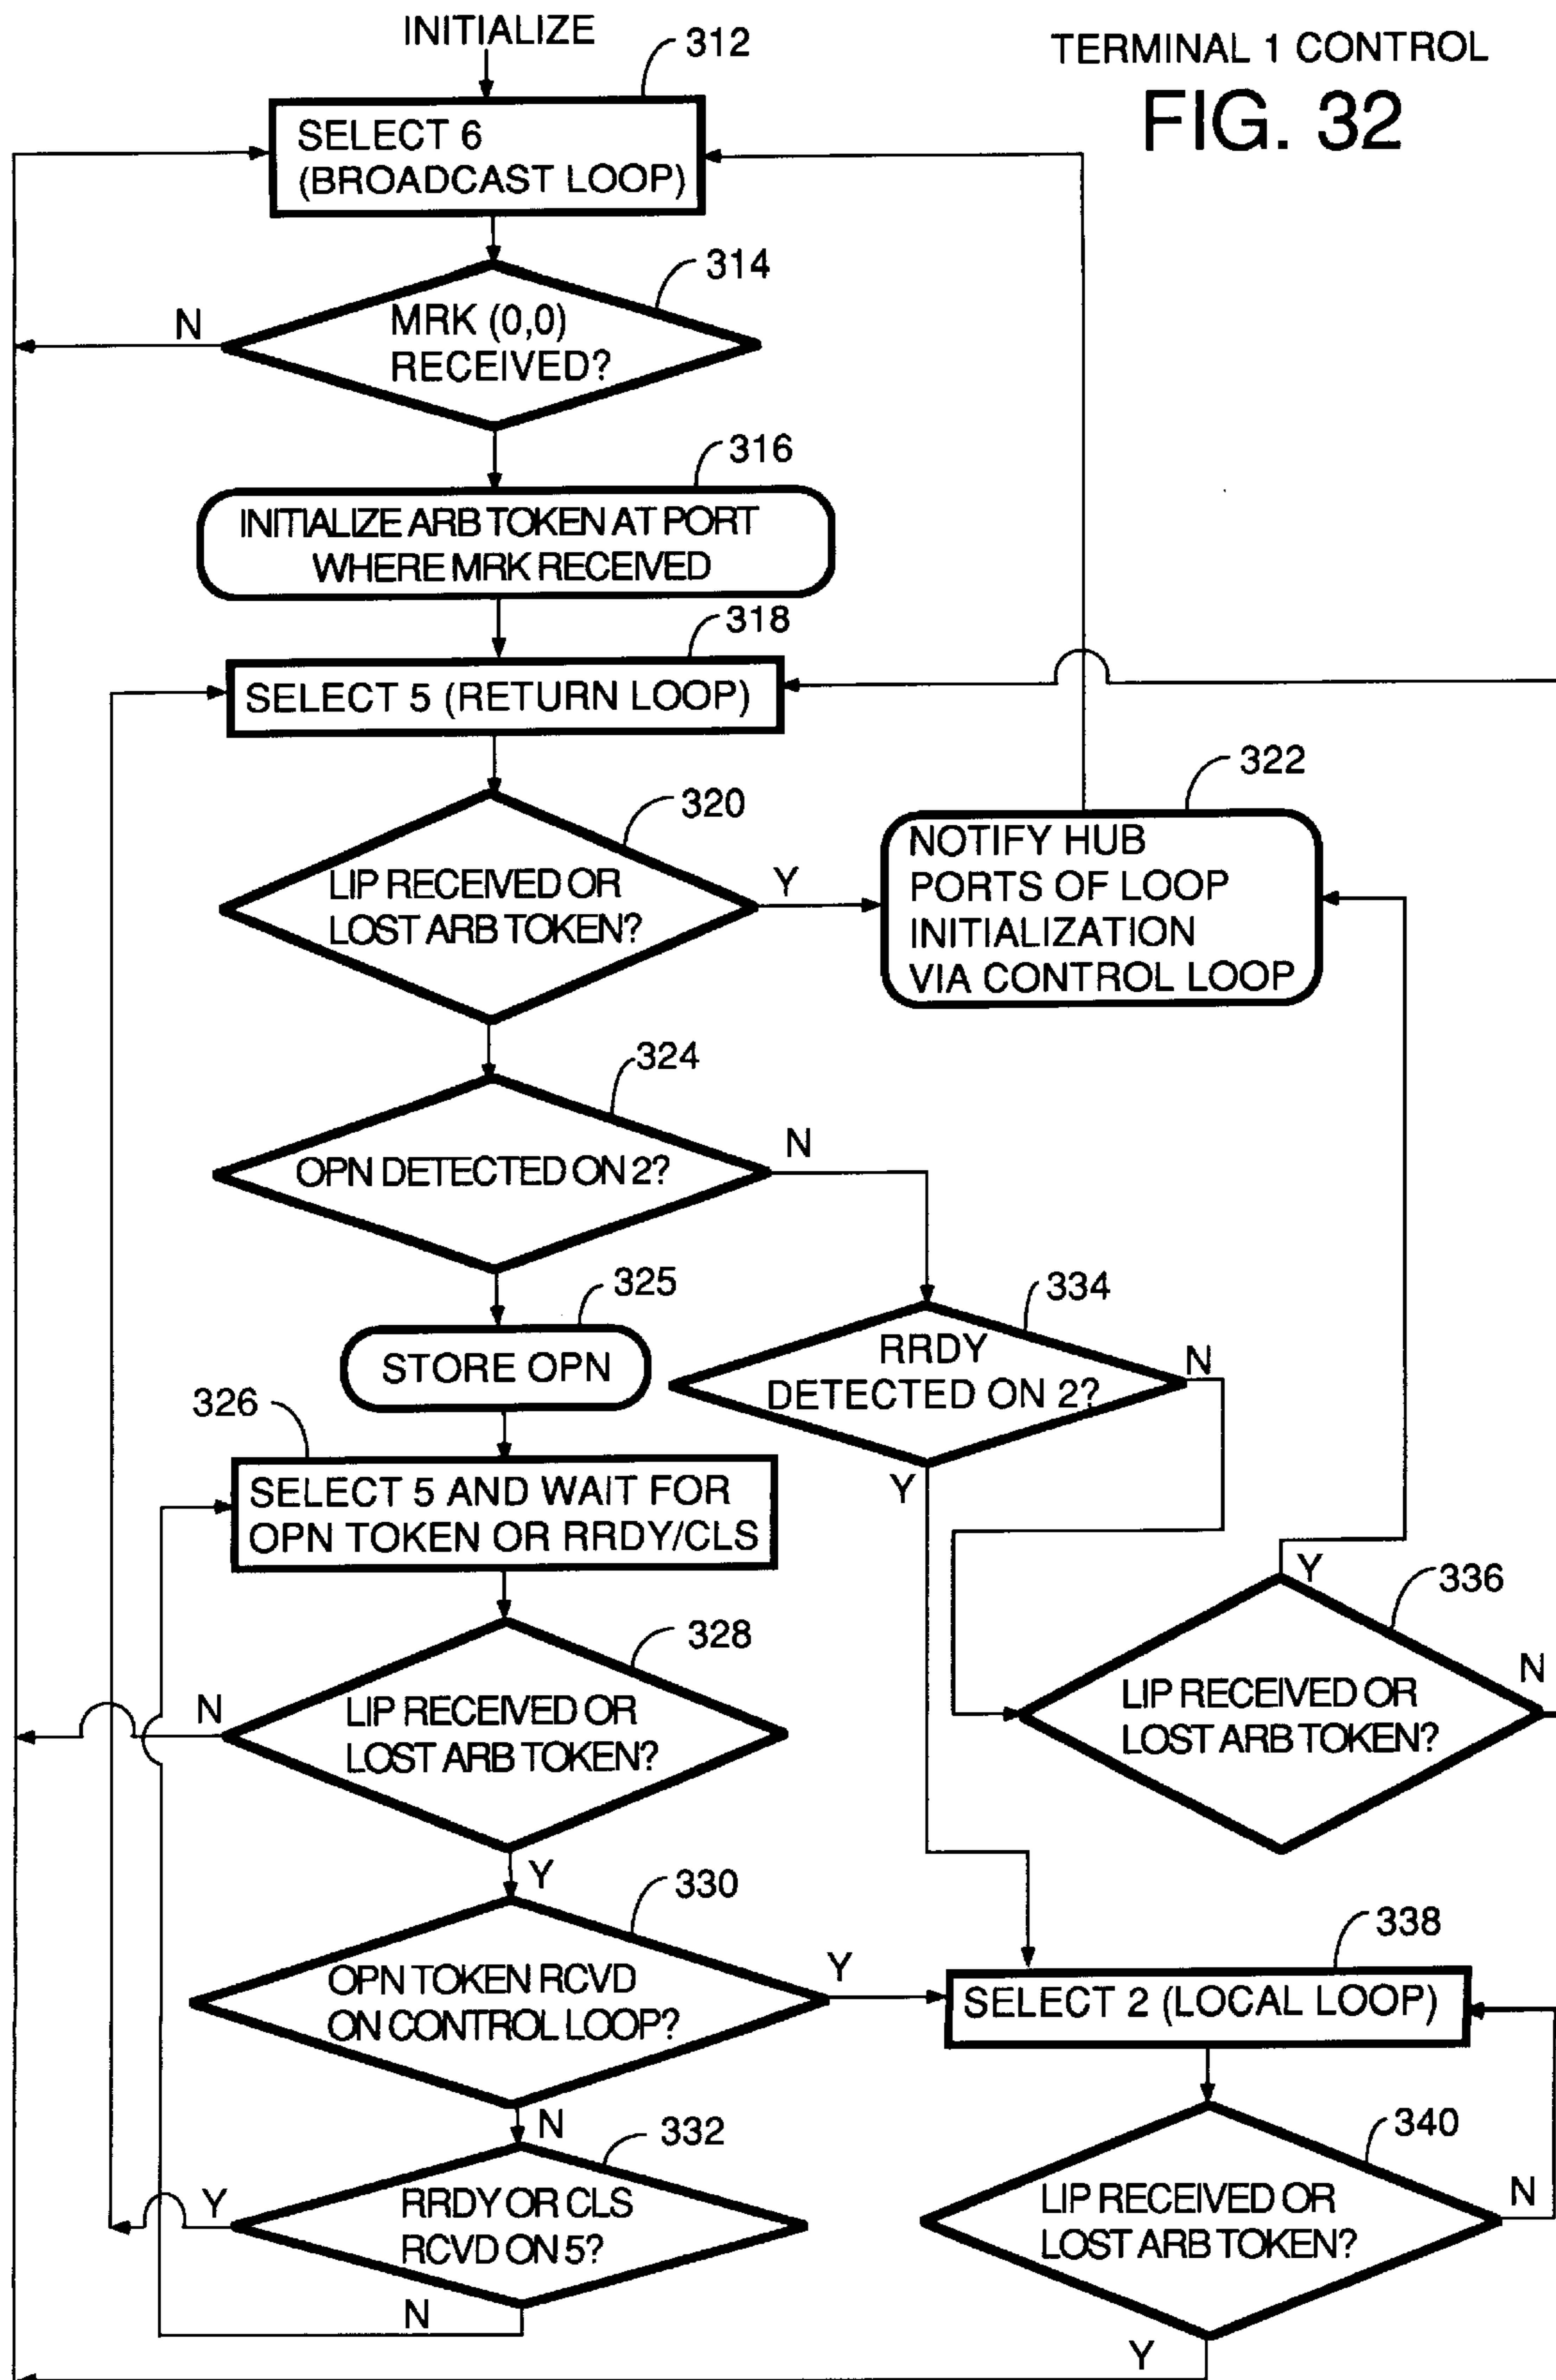 INITIALIZE
312
TERMINAL 1 CONTROL
FIG. 32
SELECT 6
(BROADCAST LOOP)
314
N
MRK (0,0)
RECEIVED?
316
INITIALIZE ARB TOKEN AT PORT
WHERE MRK RECEIVED
318
SELECT 5 (RETURN LOOP)
320
LIP RECEIVED OR
LOST ARB TOKEN?
Y
322
NOTIFY HUB
PORTS OF LOOP
INITIALIZATION
VIA CONTROL LOOP
324
OPN DETECTED ON 2?
N
325
STORE OPN
334
RRDY
DETECTED ON 2?
N
Y
326
SELECT 5 AND WAIT FOR
OPN TOKEN OR RRDY/CLS
328
N
LIP RECEIVED OR
LOST ARB TOKEN?
Y
336
Y
LIP RECEIVED OR
LOST ARB TOKEN?
N
330
OPN TOKEN RCVD
ON CONTROL LOOP?
Y
N
338
SELECT 2 (LOCAL LOOP)
332
Y
RRDY OR CLS
RCVD ON 5?
N
340
LIP RECEIVED OR
LOST ARB TOKEN?
N
Y